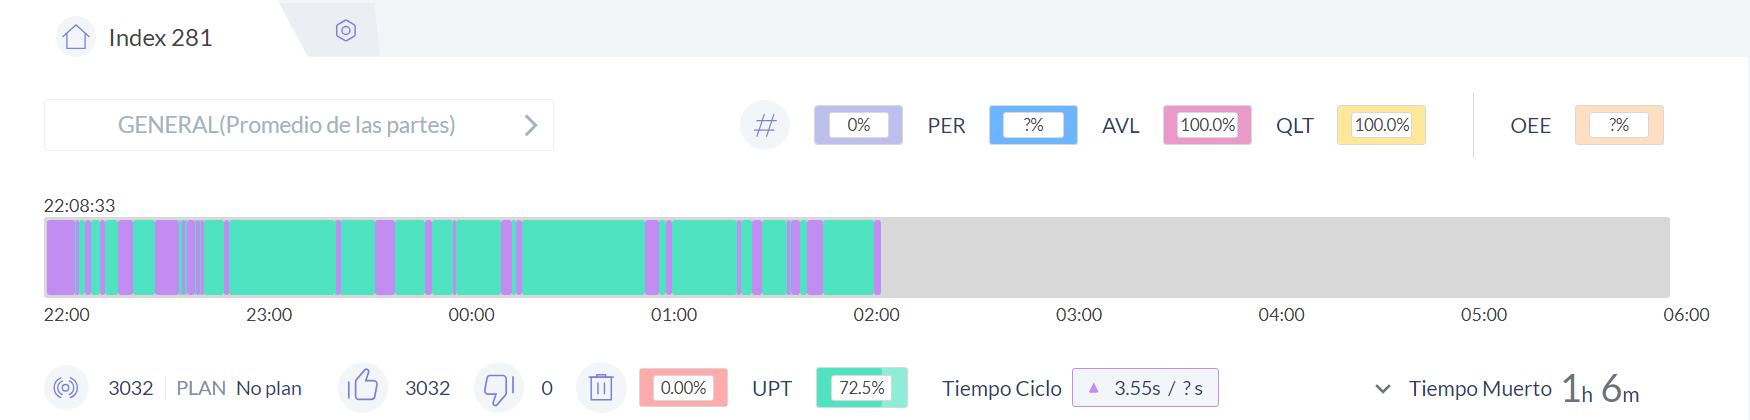 Index 281
GENERAL(Promedio de las partes)
0% PER ?% AVL 100.0% QLT 100.0% OEE ?%
22:08:33
22:00 23:00 00:00 01:00 02:00 03:00 04:00 05:00 06:00
3032 PLAN No plan 3032 0 0.00% UPT 72.5% Tiempo Ciclo ▲ 3.55s / ? s Tiempo Muerto 1h 6m